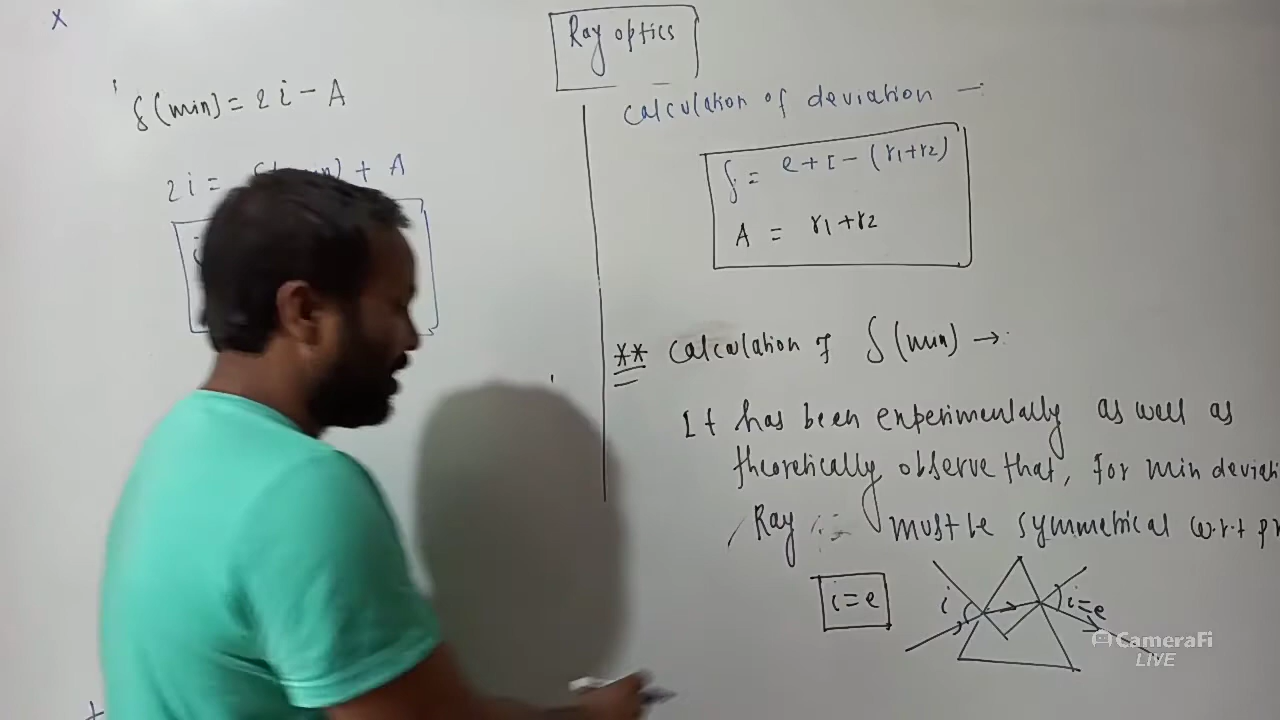 x
Ray optics
δ(min) = 2i - A
2i = + A
calculation of deviation -:
δ = e + i - (r1+r2)
A = r1+r2
** calculation of δ(min) →:
It has been experimentally as well as
theoretically observe that, for min deviati
Ray must be symmetrical w.r.t pr
i=e
i
i=e
CameraFi
LIVE